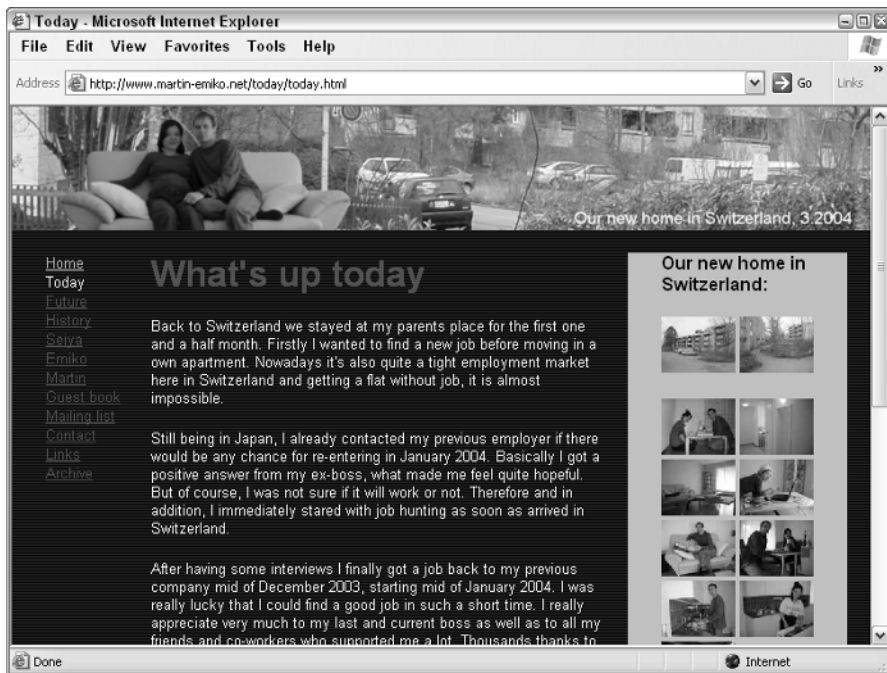 Today - Microsoft Internet Explorer
File Edit View Favorites Tools Help
Address http://www.martin-emiko.net/today/today.html Go Links »
Our new home in Switzerland, 3.2004
Home
Today
Future
History
Seiya
Emiko
Martin
Guest book
Mailing list
Contact
Links
Archive
What's up today
Back to Switzerland we stayed at my parents place for the first one
and a half month. Firstly I wanted to find a new job before moving in a
own apartment. Nowadays it's also quite a tight employment market
here in Switzerland and getting a flat without job, it is almost
impossible.
Still being in Japan, I already contacted my previous employer if there
would be any chance for re-entering in January 2004. Basically I got a
positive answer from my ex-boss, what made me feel quite hopeful.
But of course, I was not sure if it will work or not. Therefore and in
addition, I immediately stared with job hunting as soon as arrived in
Switzerland.
After having some interviews I finally got a job back to my previous
company mid of December 2003, starting mid of January 2004. I was
really lucky that I could find a good job in such a short time. I really
appreciate very much to my last and current boss as well as to all my
friends and co-workers who supported me a lot. Thousands thanks to
Our new home in
Switzerland:
Done Internet